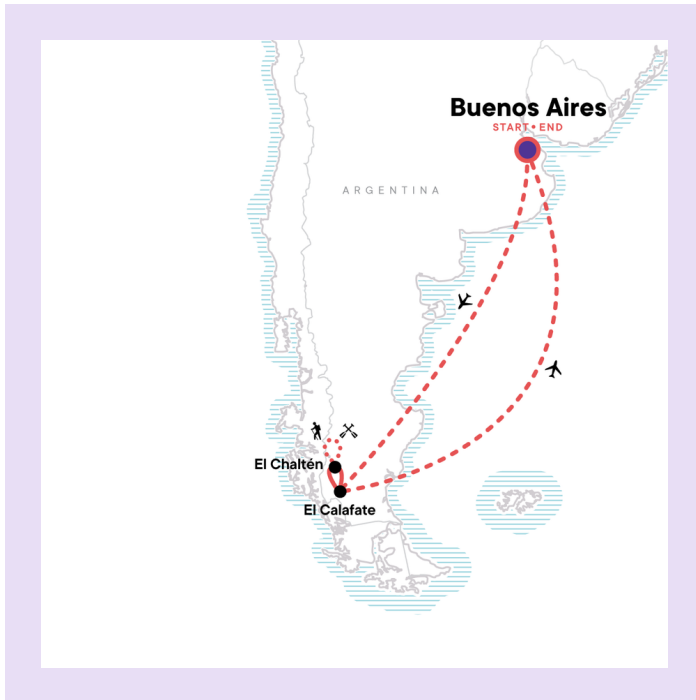 Buenos Aires
START • END
ARGENTINA
El Chaltén
El Calafate